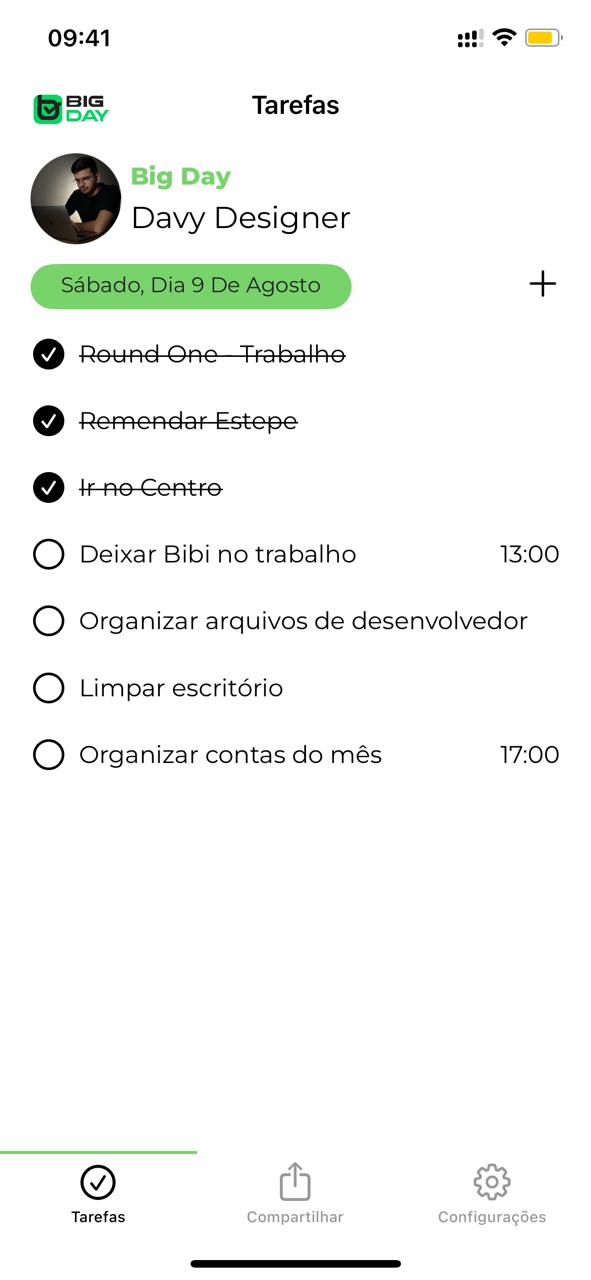 09:41
BIG
DAY
Tarefas
Big Day
Davy Designer
Sábado, Dia 9 De Agosto
Round One - Trabalho
Remendar Estepe
Ir no Centro
Deixar Bibi no trabalho 13:00
Organizar arquivos de desenvolvedor
Limpar escritório
Organizar contas do mês 17:00
Tarefas Compartilhar Configurações